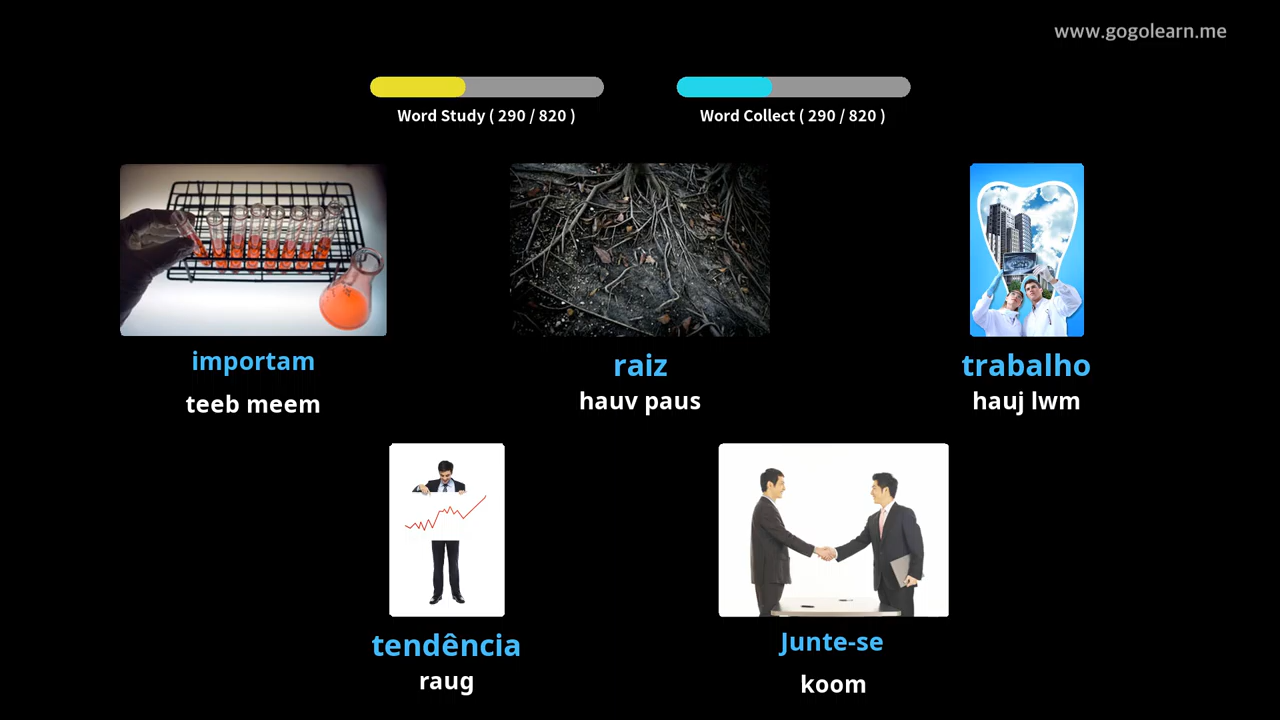 www.gogolearn.me
Word Study ( 290 / 820 )
Word Collect ( 290 / 820 )
importam
teeb meem
raiz
hauv paus
trabalho
hauj lwm
tendência
raug
Junte-se
koom